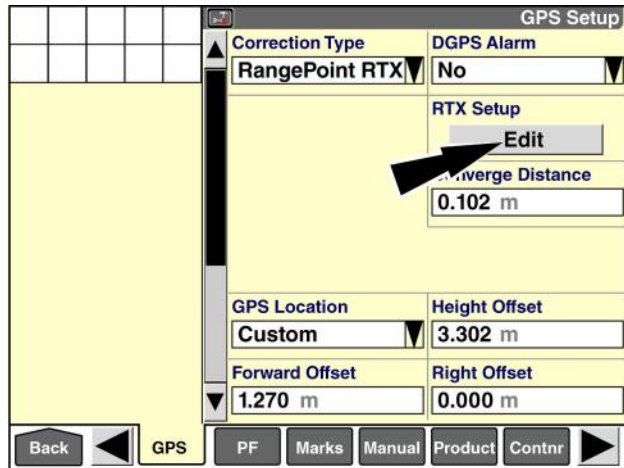 GPS Setup
Correction Type
DGPS Alarm
RangePoint RTX
No
RTX Setup
Edit
Distance
0.102 m
GPS Location
Height Offset
Custom
3.302 m
Forward Offset
Right Offset
1.270 m
0.000 m
Back
GPS
PF
Marks
Manual
Product
Contnr